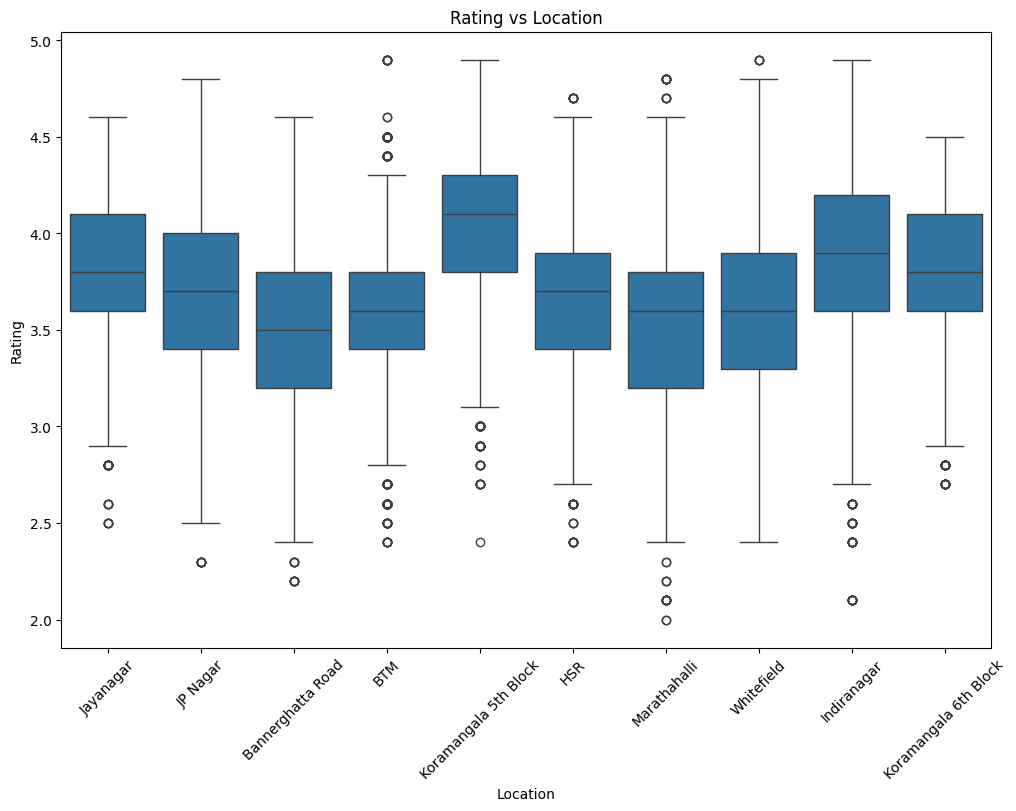 Rating vs Location
5.0
4.5
4.0
3.5
3.0
2.5
2.0
Rating
Jayanagar
JP Nagar
Bannerghatta Road
BTM
Koramangala 5th Block
HSR
Marathahalli
Whitefield
Indiranagar
Koramangala 6th Block
Location